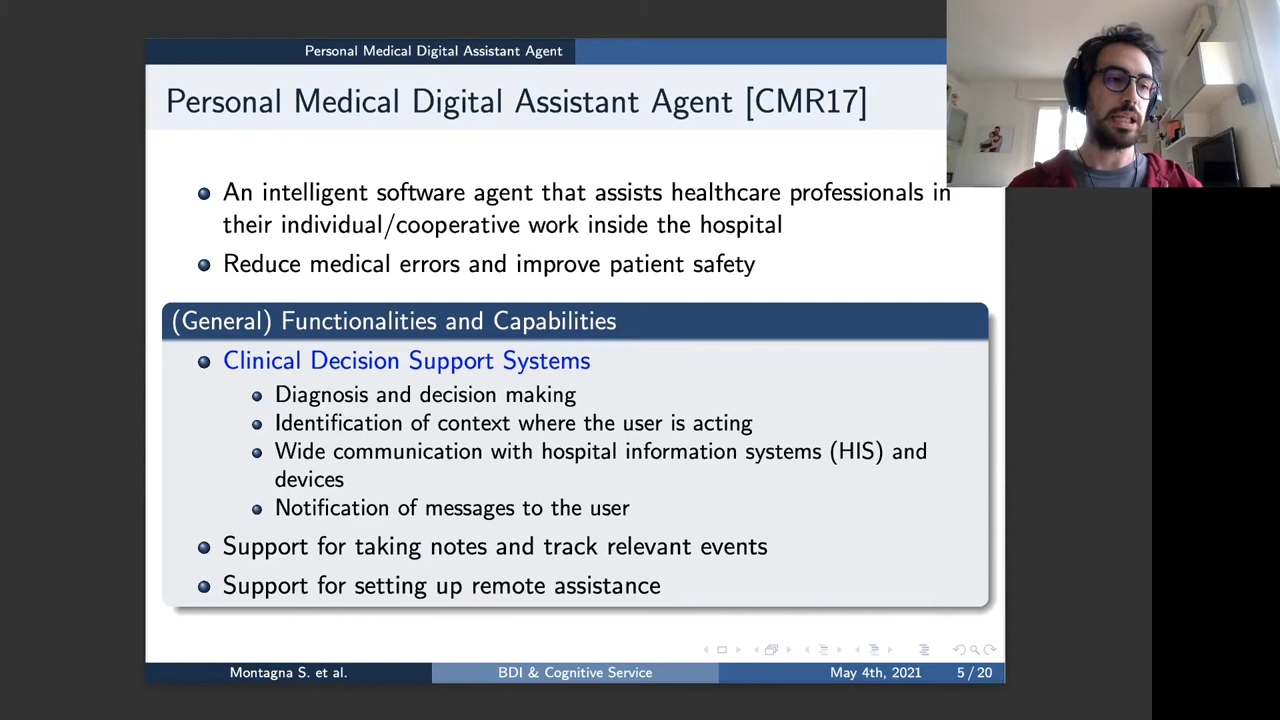 Personal Medical Digital Assistant Agent
Personal Medical Digital Assistant Agent [CMR17]
An intelligent software agent that assists healthcare professionals in
their individual/cooperative work inside the hospital
Reduce medical errors and improve patient safety
(General) Functionalities and Capabilities
Clinical Decision Support Systems
Diagnosis and decision making
Identification of context where the user is acting
Wide communication with hospital information systems (HIS) and
devices
Notification of messages to the user
Support for taking notes and track relevant events
Support for setting up remote assistance
Montagna S. et al.
BDI & Cognitive Service
May 4th, 2021
5 / 20